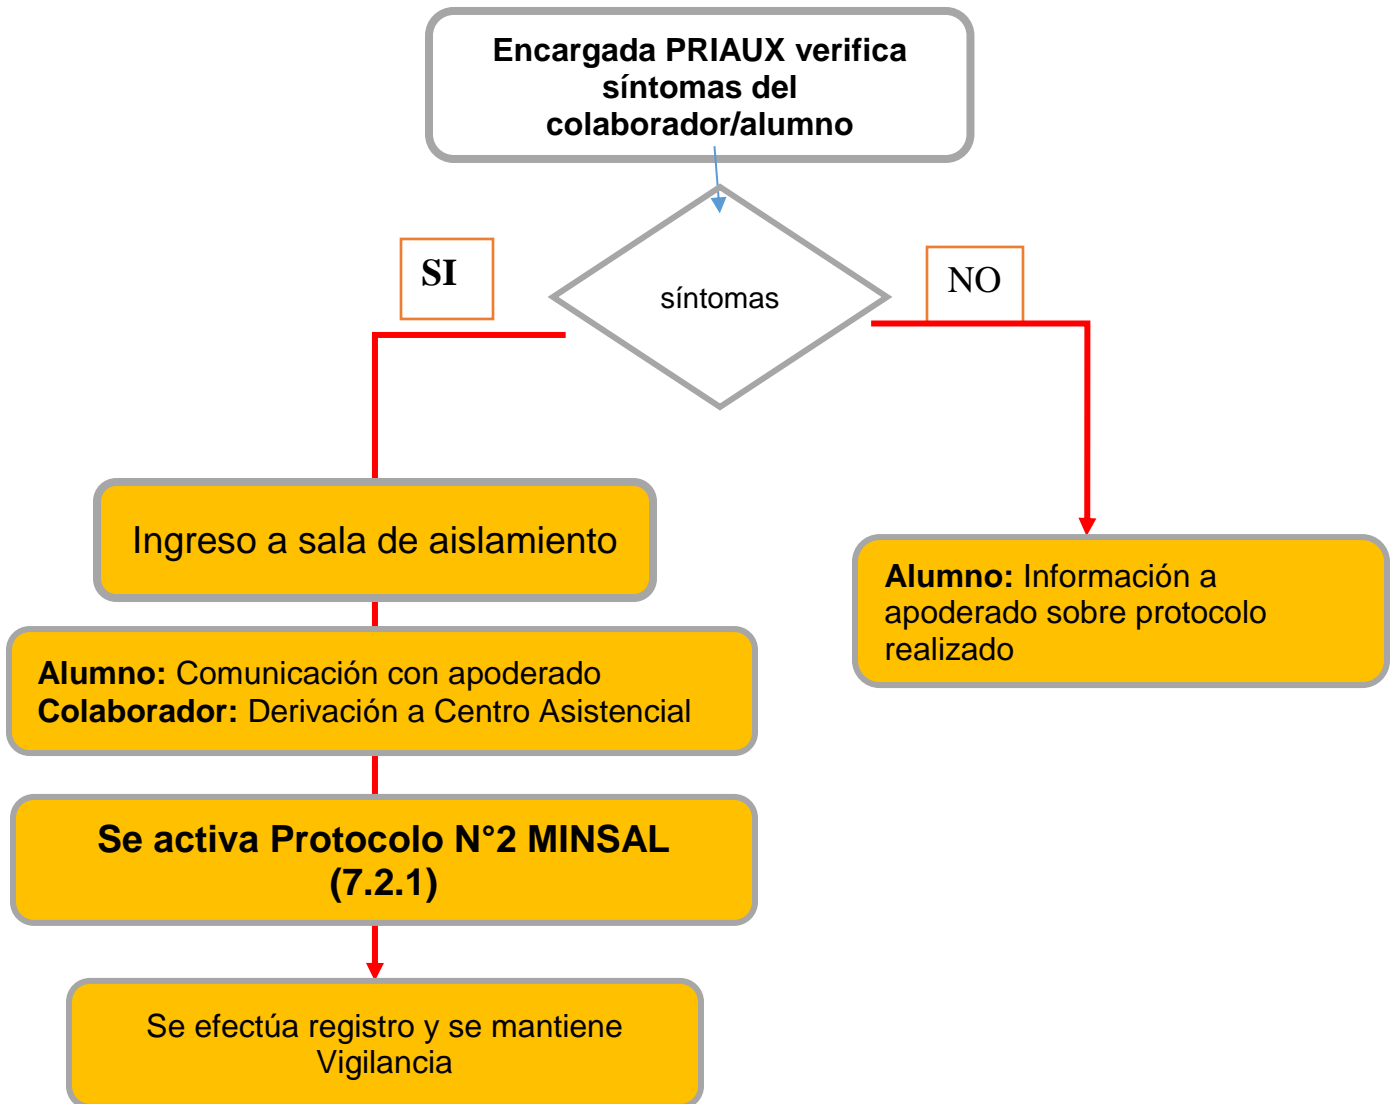 Encargada PRIAUX verifica
síntomas del
colaborador/alumno
SI
síntomas
NO
Ingreso a sala de aislamiento
Alumno: Comunicación con apoderado
Colaborador: Derivación a Centro Asistencial
Se activa Protocolo N°2 MINSAL
(7.2.1)
Se efectúa registro y se mantiene
Vigilancia
Alumno: Información a
apoderado sobre protocolo
realizado